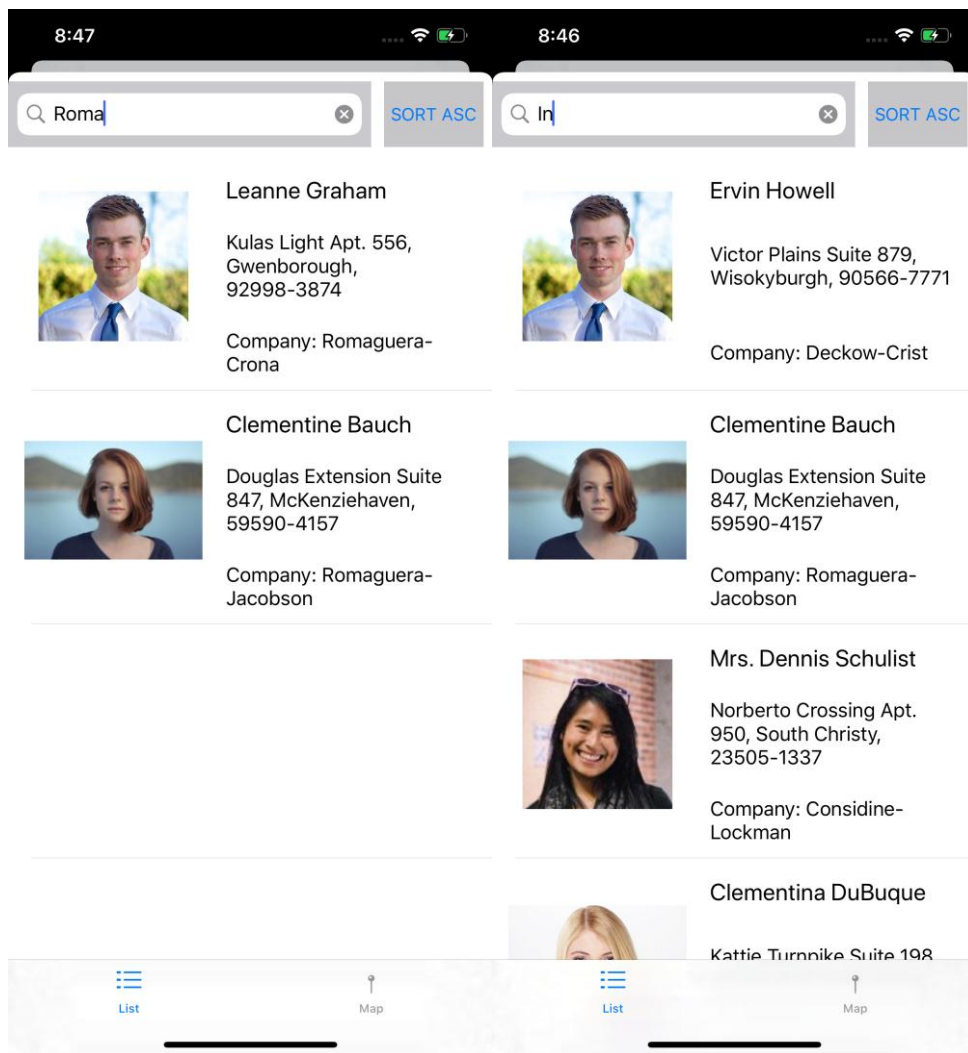 8:47
Roma
SORT ASC
Leanne Graham
Kulas Light Apt. 556,
Gwenborough,
92998-3874
Company: Romaguera-
Crona
Clementine Bauch
Douglas Extension Suite
847, McKenziehaven,
59590-4157
Company: Romaguera-
Jacobson
List
Map
8:46
In
SORT ASC
Ervin Howell
Victor Plains Suite 879,
Wisokyburgh, 90566-7771
Company: Deckow-Crist
Clementine Bauch
Douglas Extension Suite
847, McKenziehaven,
59590-4157
Company: Romaguera-
Jacobson
Mrs. Dennis Schulist
Norberto Crossing Apt.
950, South Christy,
23505-1337
Company: Considine-
Lockman
Clementina DuBuque
Kattie Turnpike Suite 198
List
Map